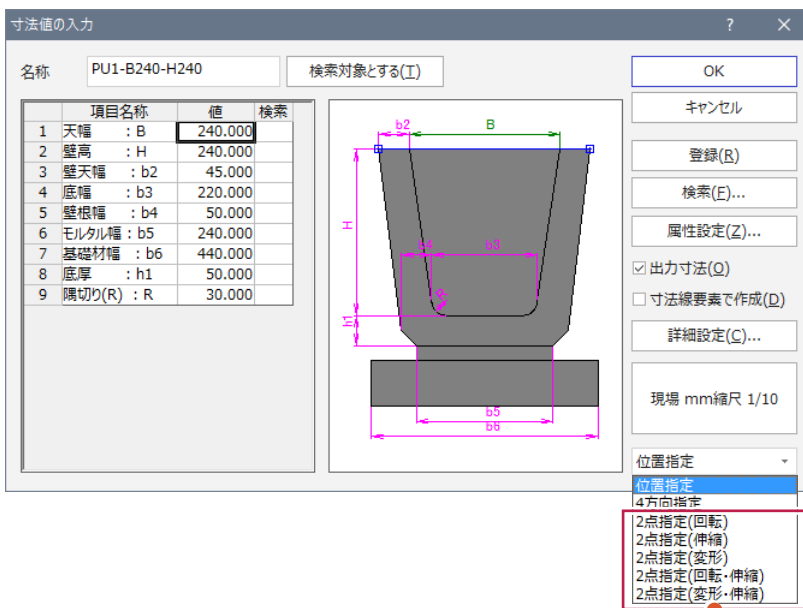 寸法値の入力 ? ×
名称 PU1-B240-H240 検索対象とする(T) OK
キャンセル
登録(R)
検索(F)...
属性設定(Z)...
出力寸法(O)
寸法線要素で作成(D)
詳細設定(C)...
現場 mm縮尺 1/10
項目名称 値 検索
1 天幅 : B 240.000
2 壁高 : H 240.000
3 壁天幅 : b2 45.000
4 底幅 : b3 220.000
5 壁根幅 : b4 50.000
6 モルタル幅 : b5 240.000
7 基礎材幅 : b6 440.000
8 底厚 : h1 50.000
9 隅切り(R) : R 30.000
b2 B
H
b4 b3
R
h1
b5
b6
位置指定
位置指定
4方向指定
2点指定(回転)
2点指定(伸縮)
2点指定(変形)
2点指定(回転・伸縮)
2点指定(変形・伸縮)